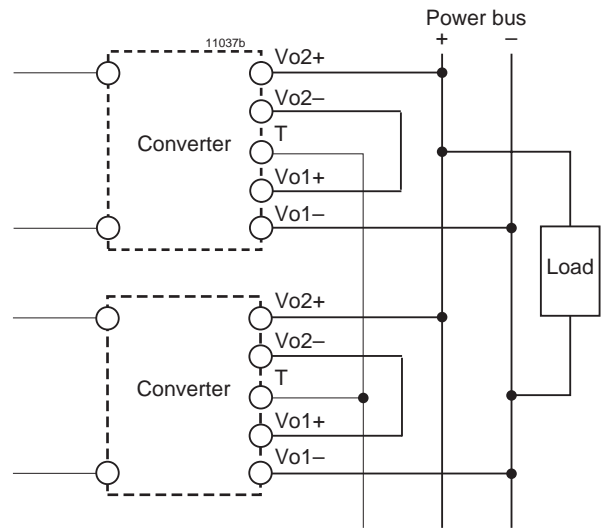 Power bus
+ –
11037b
Vo2+
Vo2–
T
Converter
Vo1+
Vo1–
Load
Vo2+
Vo2–
T
Converter
Vo1+
Vo1–